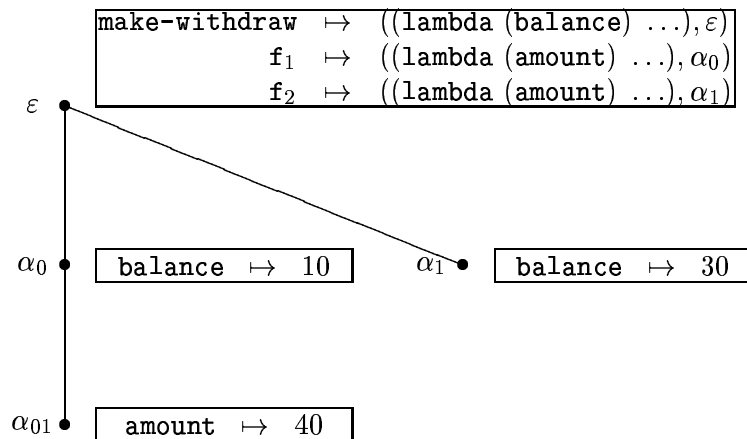 make-withdraw ↦ ((lambda (balance) ...), ε)
f₁ ↦ ((lambda (amount) ...), α₀)
f₂ ↦ ((lambda (amount) ...), α₁)
ε
α₀ balance ↦ 10 α₁ balance ↦ 30
α₀₁ amount ↦ 40